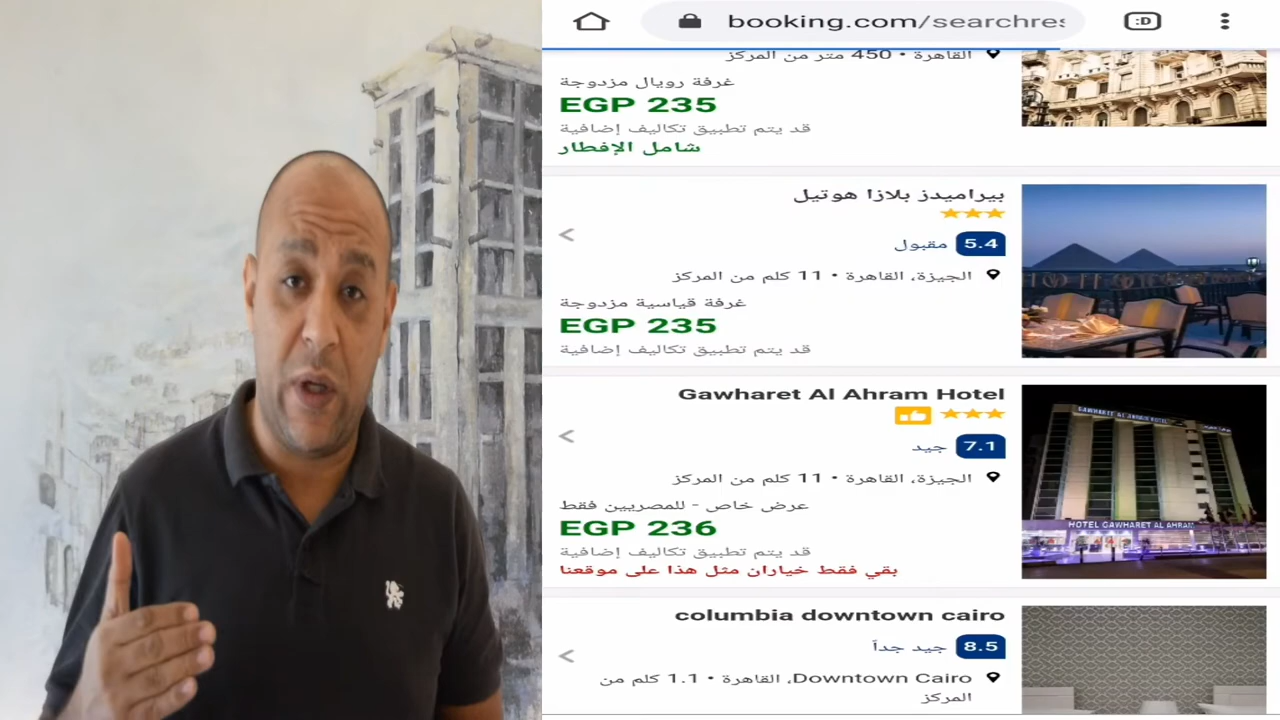 booking.com/searchres
:D
القاهرة • 450 متر من المركز
غرفة رويال مزدوجة
EGP 235
قد يتم تطبيق تكاليف إضافية
شامل الإفطار
بيراميدز بلازا هوتيل
5.4 مقبول
الجيزة، القاهرة • 11 كلم من المركز
غرفة قياسية مزدوجة
EGP 235
قد يتم تطبيق تكاليف إضافية
Gawharet Al Ahram Hotel
7.1 جيد
الجيزة، القاهرة • 11 كلم من المركز
عرض خاص - للمصريين فقط
EGP 236
قد يتم تطبيق تكاليف إضافية
بقي فقط خياران مثل هذا على موقعنا
GAWHARET AL AHRAM HOTEL
HOTEL GAWHARET AL AHRAM
columbia downtown cairo
8.5 جيد جداً
Downtown Cairo، القاهرة • 1.1 كلم من
المركز